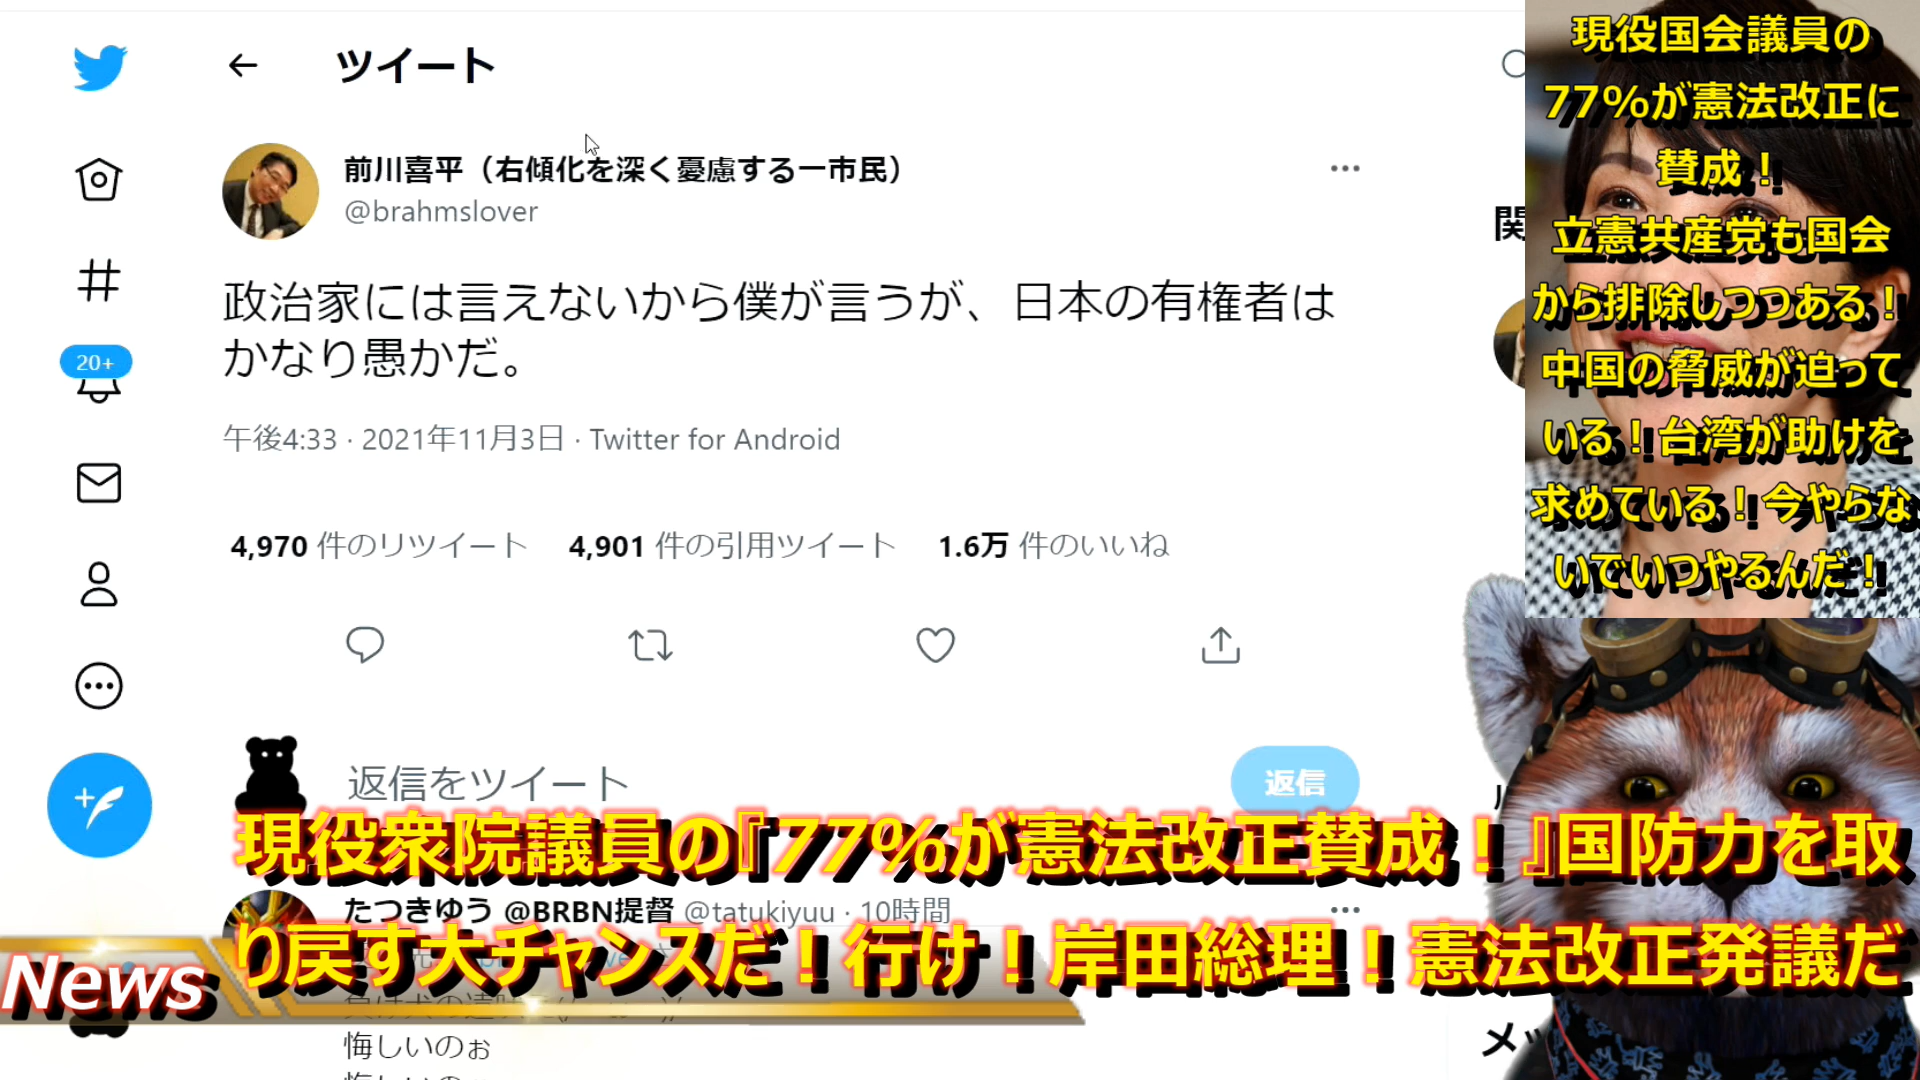 ツイート
前川喜平（右傾化を深く憂慮する一市民）
@brahmslover
政治家には言えないから僕が言うが、日本の有権者は
かなり愚かだ。
午後4:33 · 2021年11月3日 · Twitter for Android
4,970 件のリツイート 4,901 件の引用ツイート 1.6万 件のいいね
20+
返信をツイート
返信
たつきゆう @BRBN提督 @tatukiyuu · 10時間
悔しいのぉ
関
メッ
現役国会議員の
77%が憲法改正に
賛成！
立憲共産党も国会
から排除しつつある！
中国の脅威が迫って
いる！台湾が助けを
求めている！今やらな
いでいつやるんだ！
現役衆院議員の『77%が憲法改正賛成！』国防力を取
り戻す大チャンスだ！行け！岸田総理！憲法改正発議だ
News